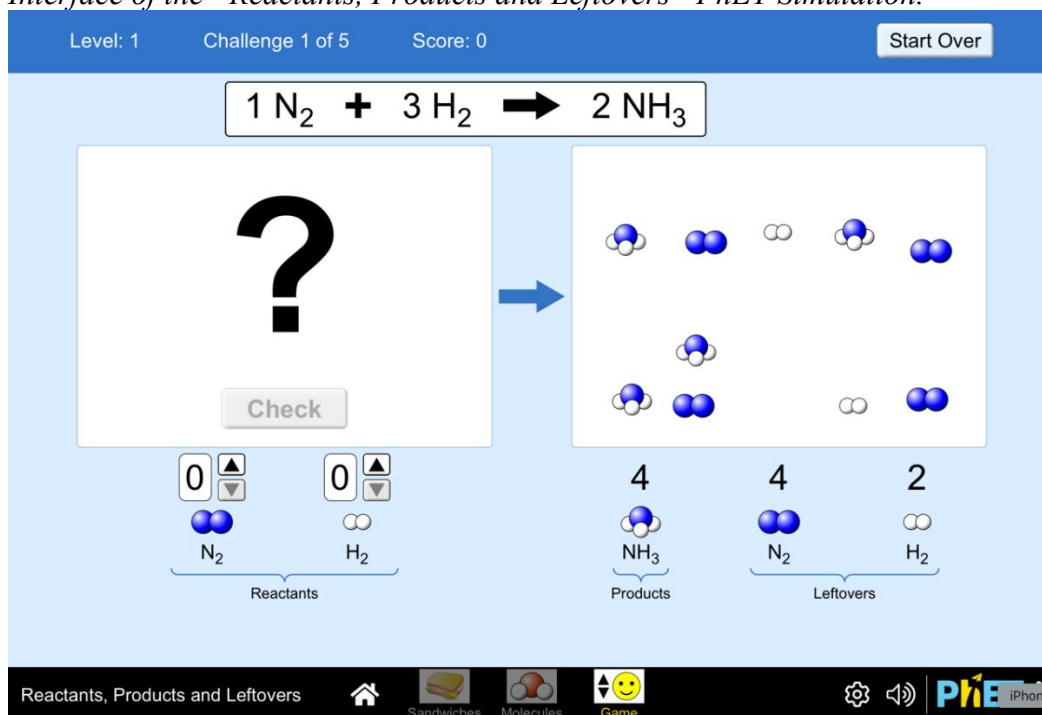 Interface of the "Reactants, Products and Leftovers" PhET Simulation.
Level: 1 Challenge 1 of 5 Score: 0 Start Over
1 N₂ + 3 H₂ → 2 NH₃
?
Check
0 0 4 4 2
N₂ H₂ NH₃ N₂ H₂
Reactants Products Leftovers
Reactants, Products and Leftovers Sandwiches Molecules Game PhET iPhon